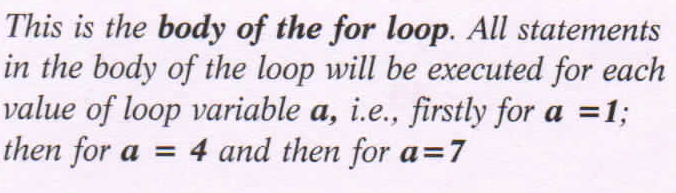 This is the body of the for loop. All statements
in the body of the loop will be executed for each
value of loop variable a, i.e., firstly for a =1;
then for a = 4 and then for a=7